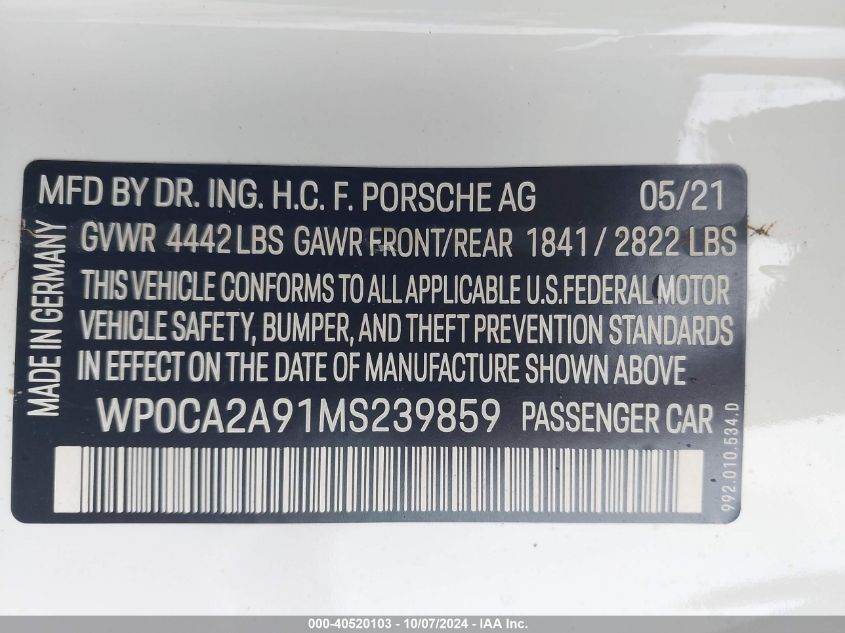 MFD BY DR. ING. H.C. F. PORSCHE AG 05/21
GVWR 4442 LBS GAWR FRONT/REAR 1841 / 2822 LBS
THIS VEHICLE CONFORMS TO ALL APPLICABLE U.S.FEDERAL MOTOR
VEHICLE SAFETY, BUMPER, AND THEFT PREVENTION STANDARDS
IN EFFECT ON THE DATE OF MANUFACTURE SHOWN ABOVE
WP0CA2A91MS239859 PASSENGER CAR
MADE IN GERMANY
992.010.534.D
000-40520103 - 10/07/2024 - IAA Inc.